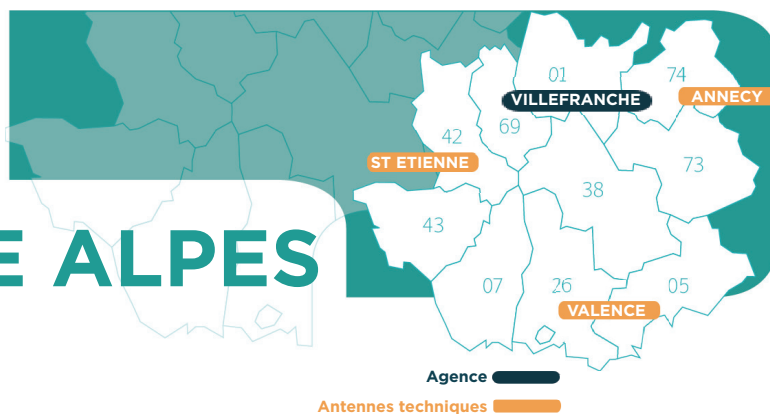 01
74
VILLEFRANCHE
ANNECY
42
69
ST ETIENNE
73
38
43
E ALPES
07
26
05
VALENCE
Agence
Antennes techniques